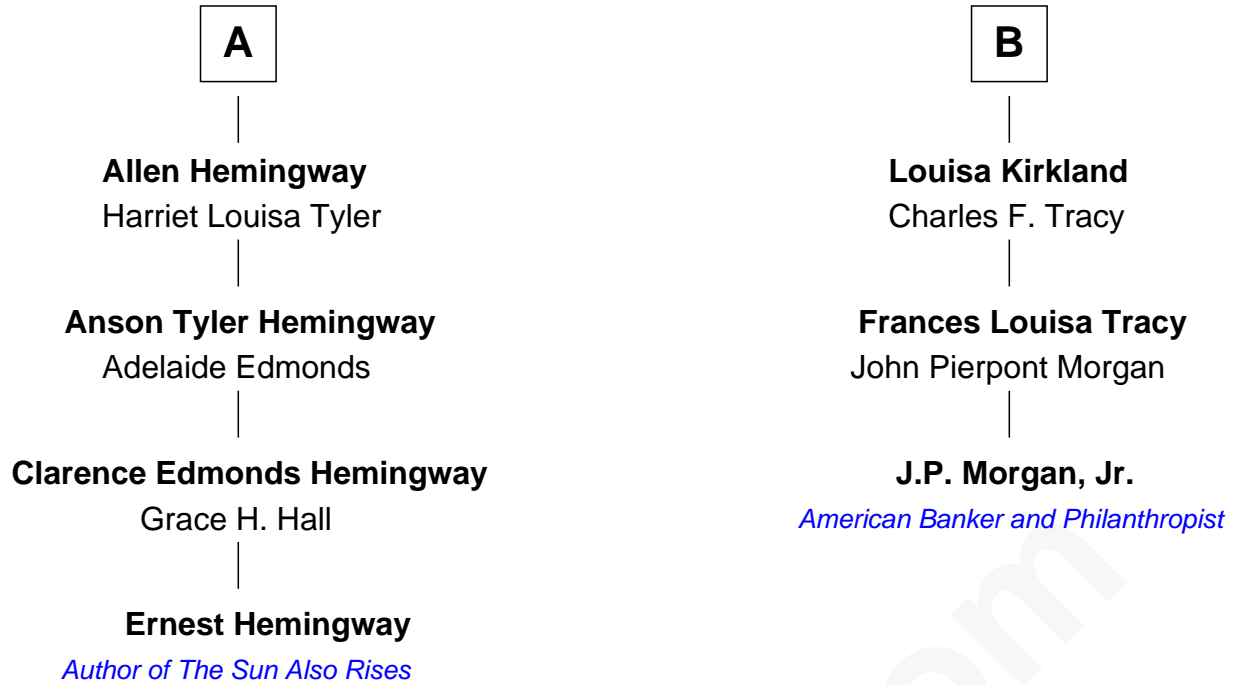 A
Allen Hemingway
Harriet Louisa Tyler
Anson Tyler Hemingway
Adelaide Edmonds
Clarence Edmonds Hemingway
Grace H. Hall
Ernest Hemingway
Author of The Sun Also Rises
B
Louisa Kirkland
Charles F. Tracy
Frances Louisa Tracy
John Pierpont Morgan
J.P. Morgan, Jr.
American Banker and Philanthropist
om